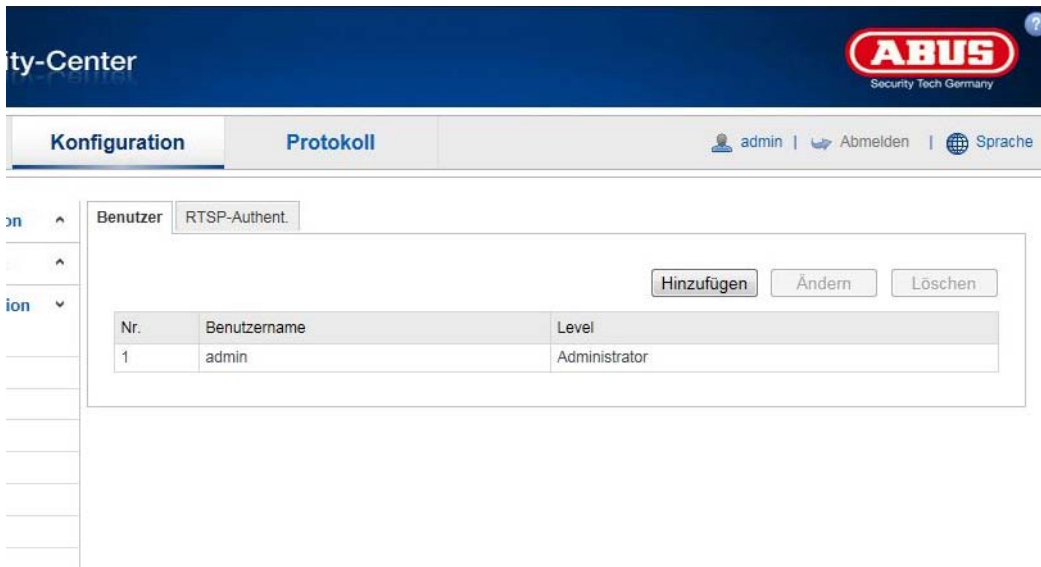 ity-Center
ABUS
Security Tech Germany
?
Konfiguration
Protokoll
admin | Abmelden | Sprache
on
ion
Benutzer
RTSP-Authent.
Hinzufügen
Ändern
Löschen
Nr. Benutzername Level
1 admin Administrator